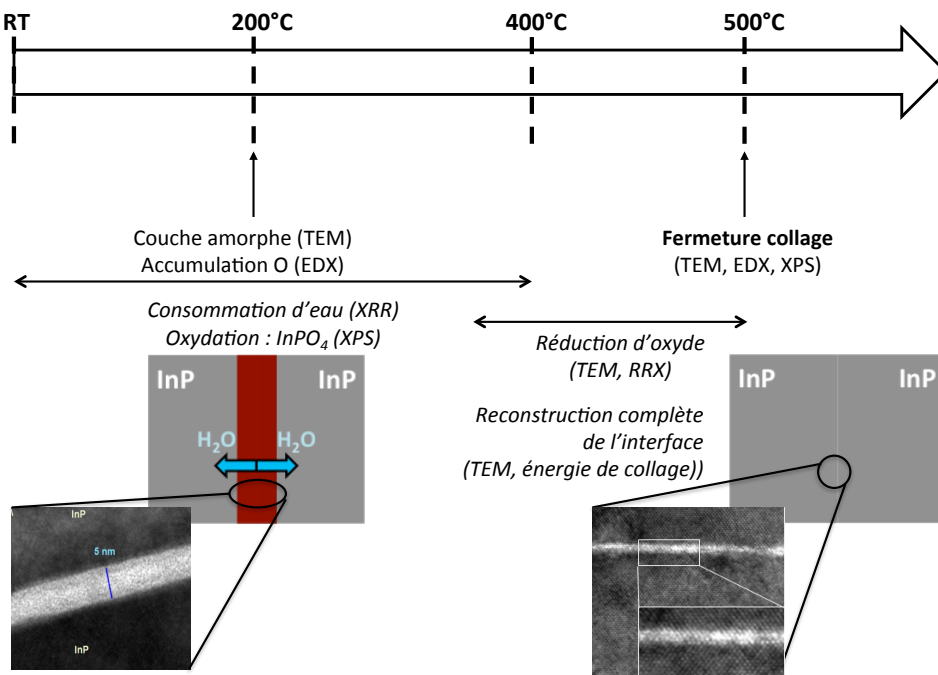 RT
200°C
400°C
500°C
Couche amorphe (TEM)
Accumulation O (EDX)
Fermeture collage
(TEM, EDX, XPS)
Consommation d'eau (XRR)
Oxydation : InPO₄ (XPS)
Réduction d'oxyde
(TEM, RRX)
Reconstruction complète
de l'interface
(TEM, énergie de collage))
InP
InP
H₂O
H₂O
InP
5 nm
InP
InP
InP